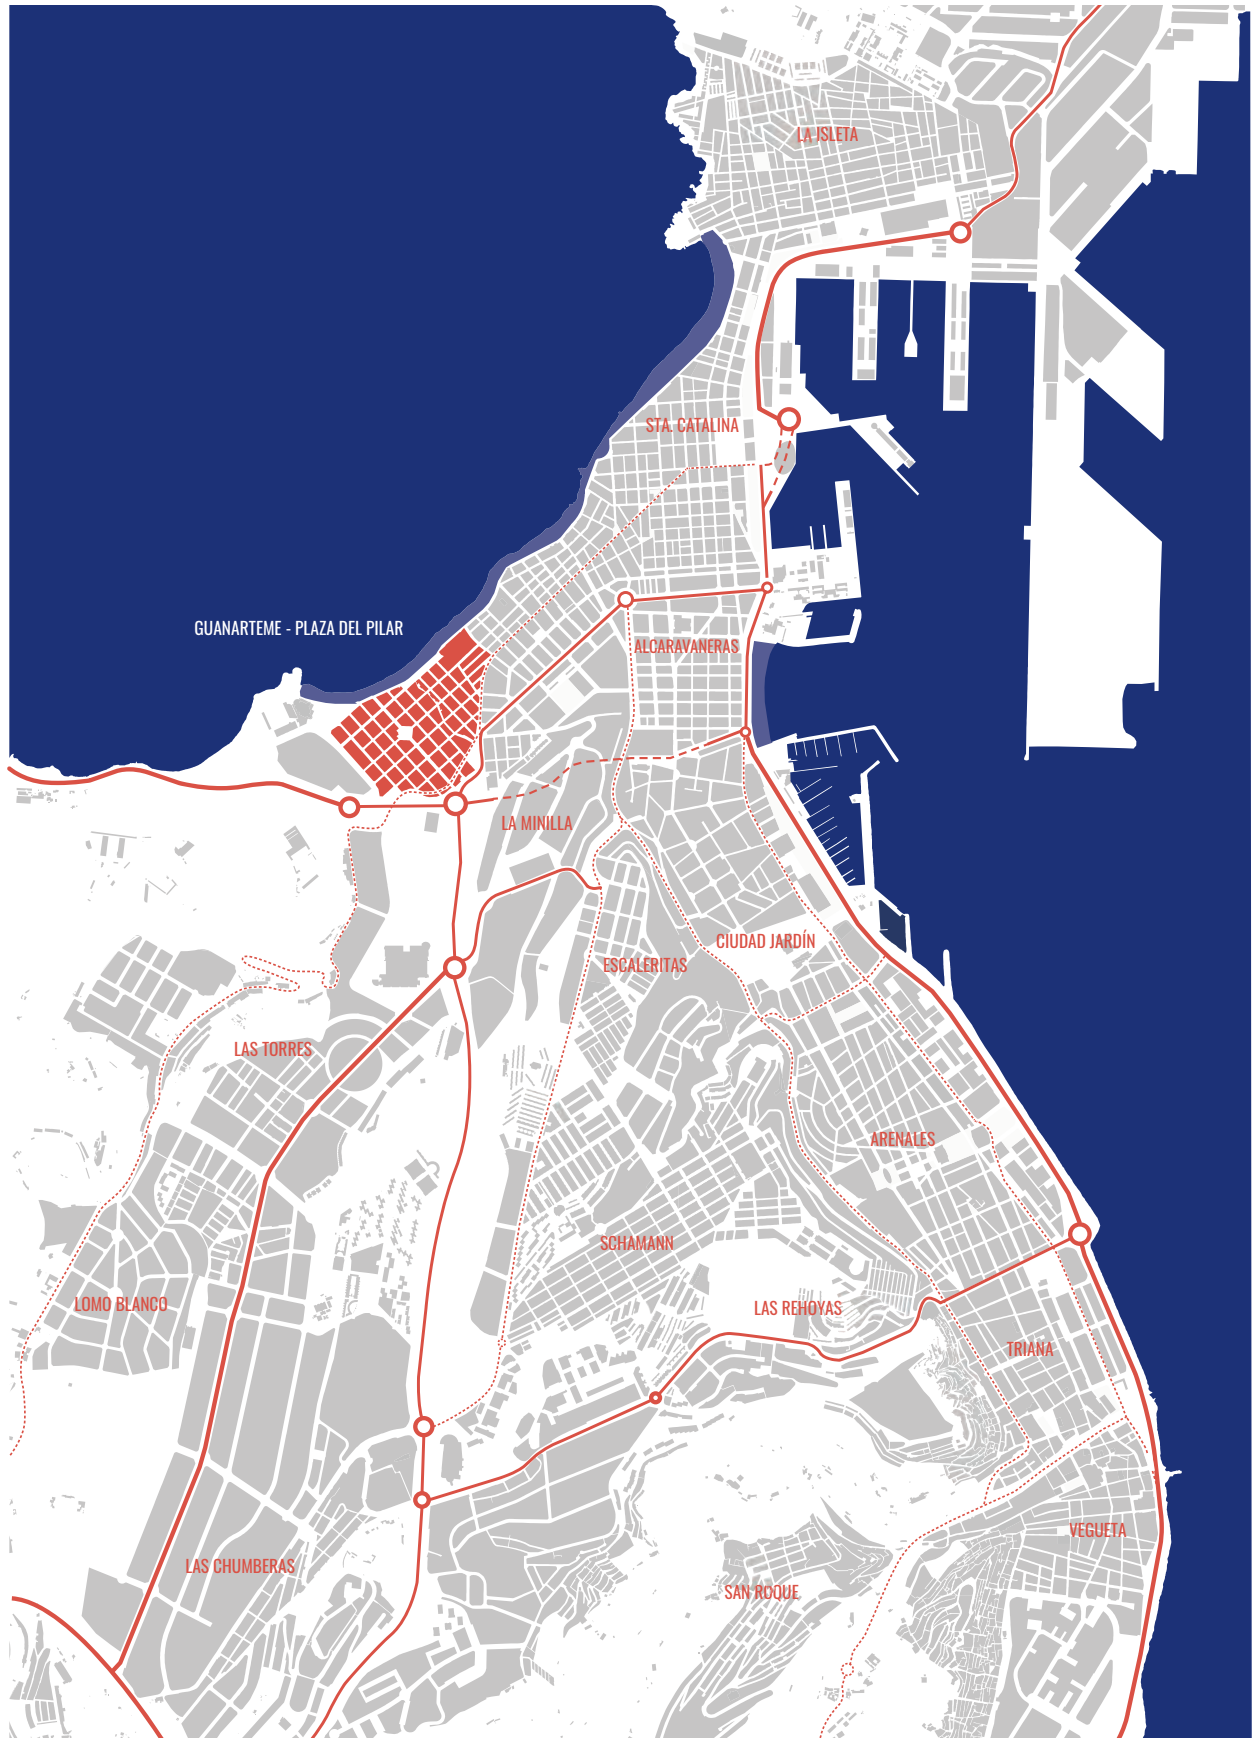 LA ISLETA
STA. CATALINA
GUANARTEME - PLAZA DEL PILAR
ALCARAVANERAS
LA MINILLA
CIUDAD JARDÍN
ESCALERITAS
LAS TORRES
ARENALES
SCHAMANN
LOMO BLANCO
LAS REHOYAS
TRIANA
VEGUETA
LAS CHUMBERAS
SAN ROQUE